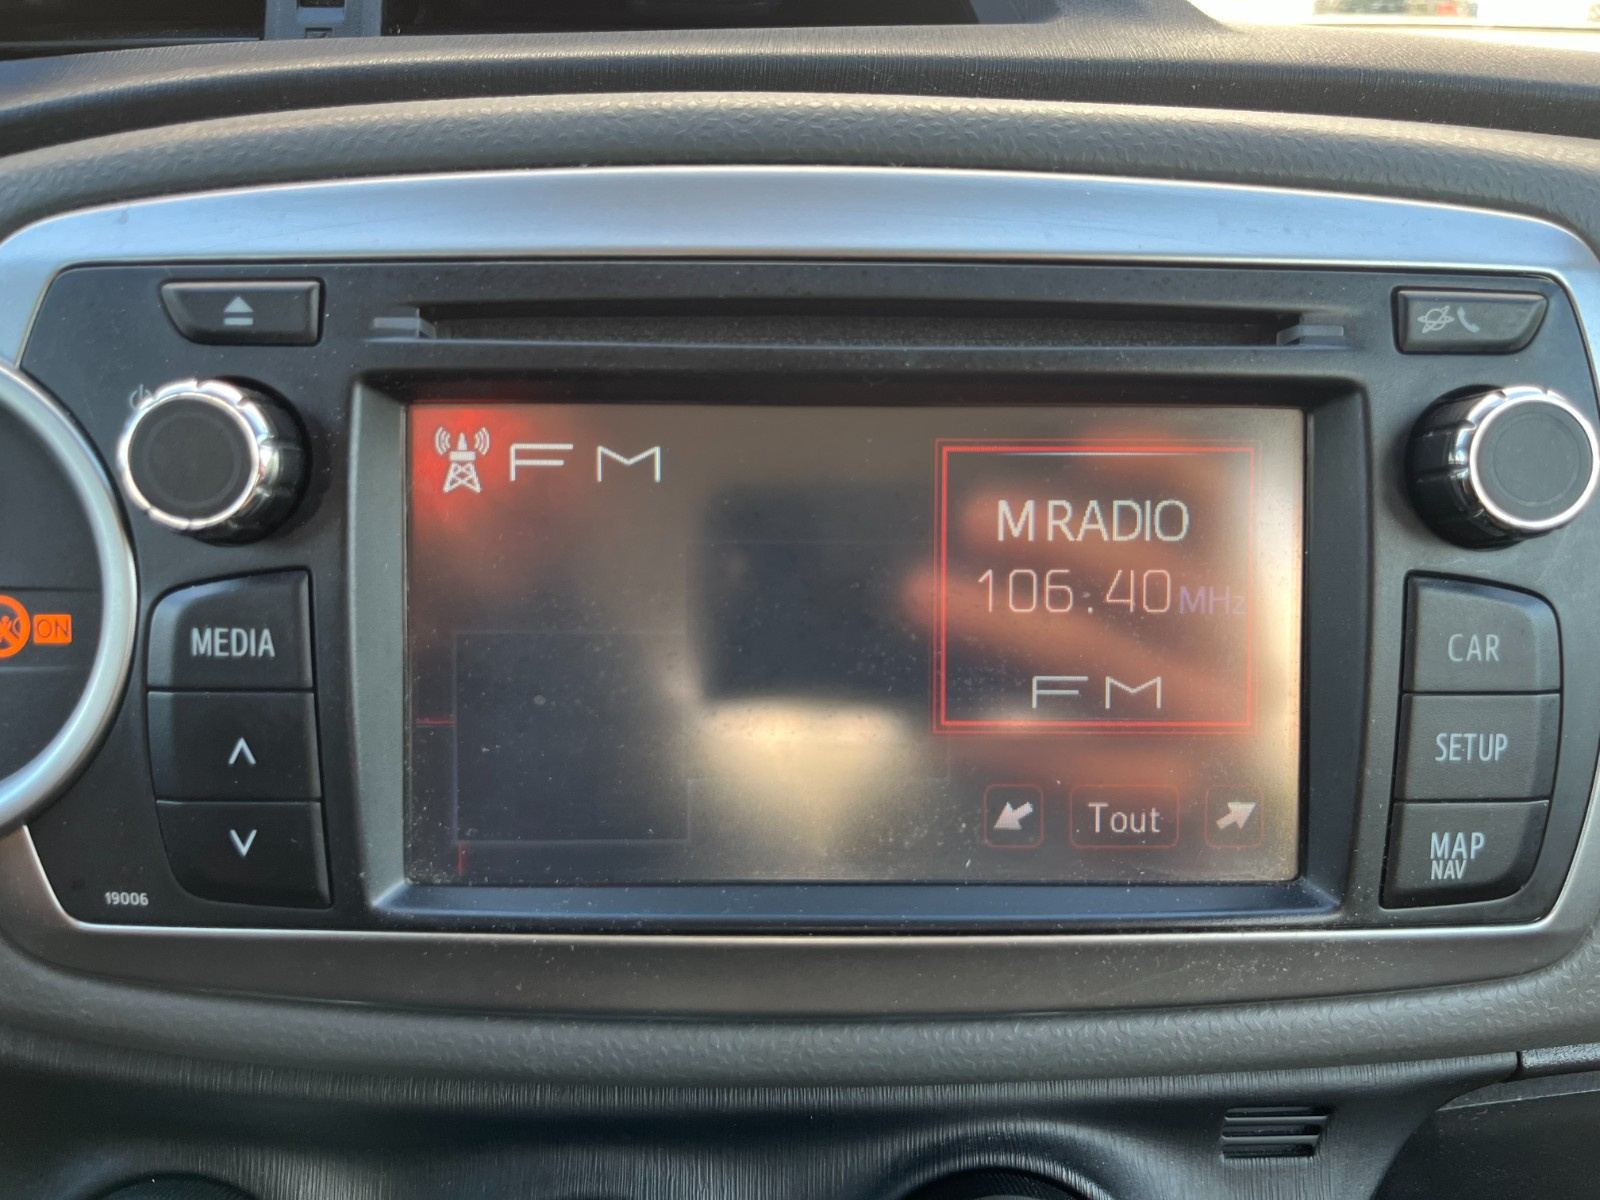 FM
M RADIO
106.40 MHz
FM
Tout
MEDIA
19006
ON
CAR
SETUP
MAP
NAV